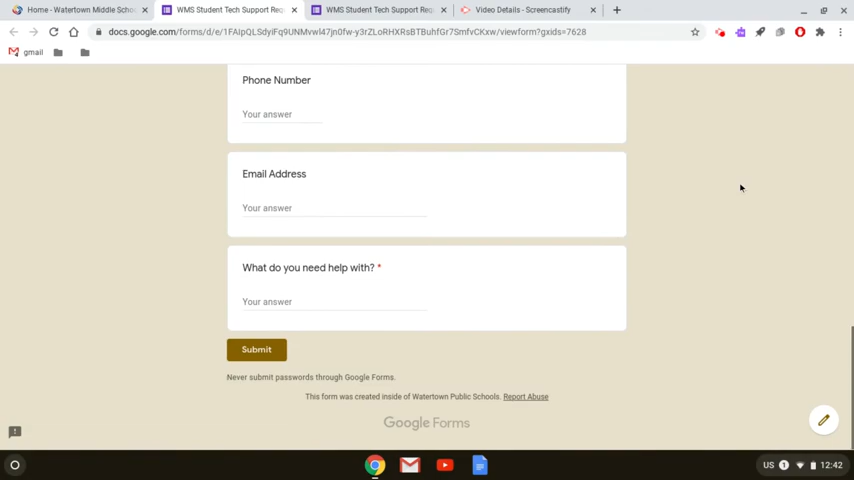 Home - Watertown Middle Schoo
WMS Student Tech Support Req
WMS Student Tech Support Req
Video Details - Screencastify
docs.google.com/forms/d/e/1FAIpQLSdyiFq9UNMvwl47jn0fw-y3rZLoRHXRsBTBuhfGr7SmfvCKxw/viewform?gxids=7628
gmail
Phone Number
Your answer
Email Address
Your answer
What do you need help with? *
Your answer
Submit
Never submit passwords through Google Forms.
This form was created inside of Watertown Public Schools. Report Abuse
Google Forms
US 1 12:42